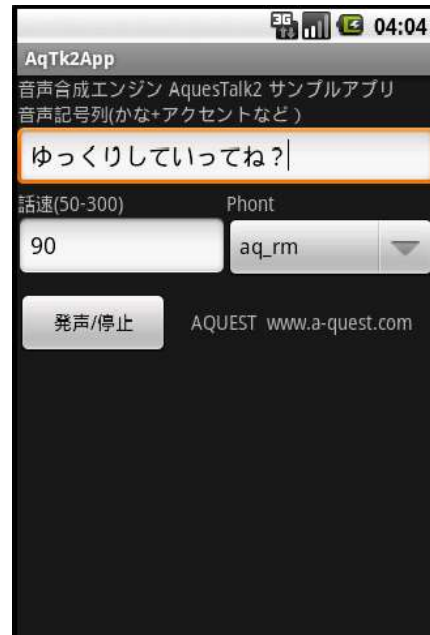 3G 04:04
AqTk2App
音声合成エンジン AquesTalk2 サンプルアプリ
音声記号列(かな+アクセントなど)
ゆっくりしていってね?
話速(50-300) Phont
90 aq_rm
発声/停止 AQUEST www.a-quest.com